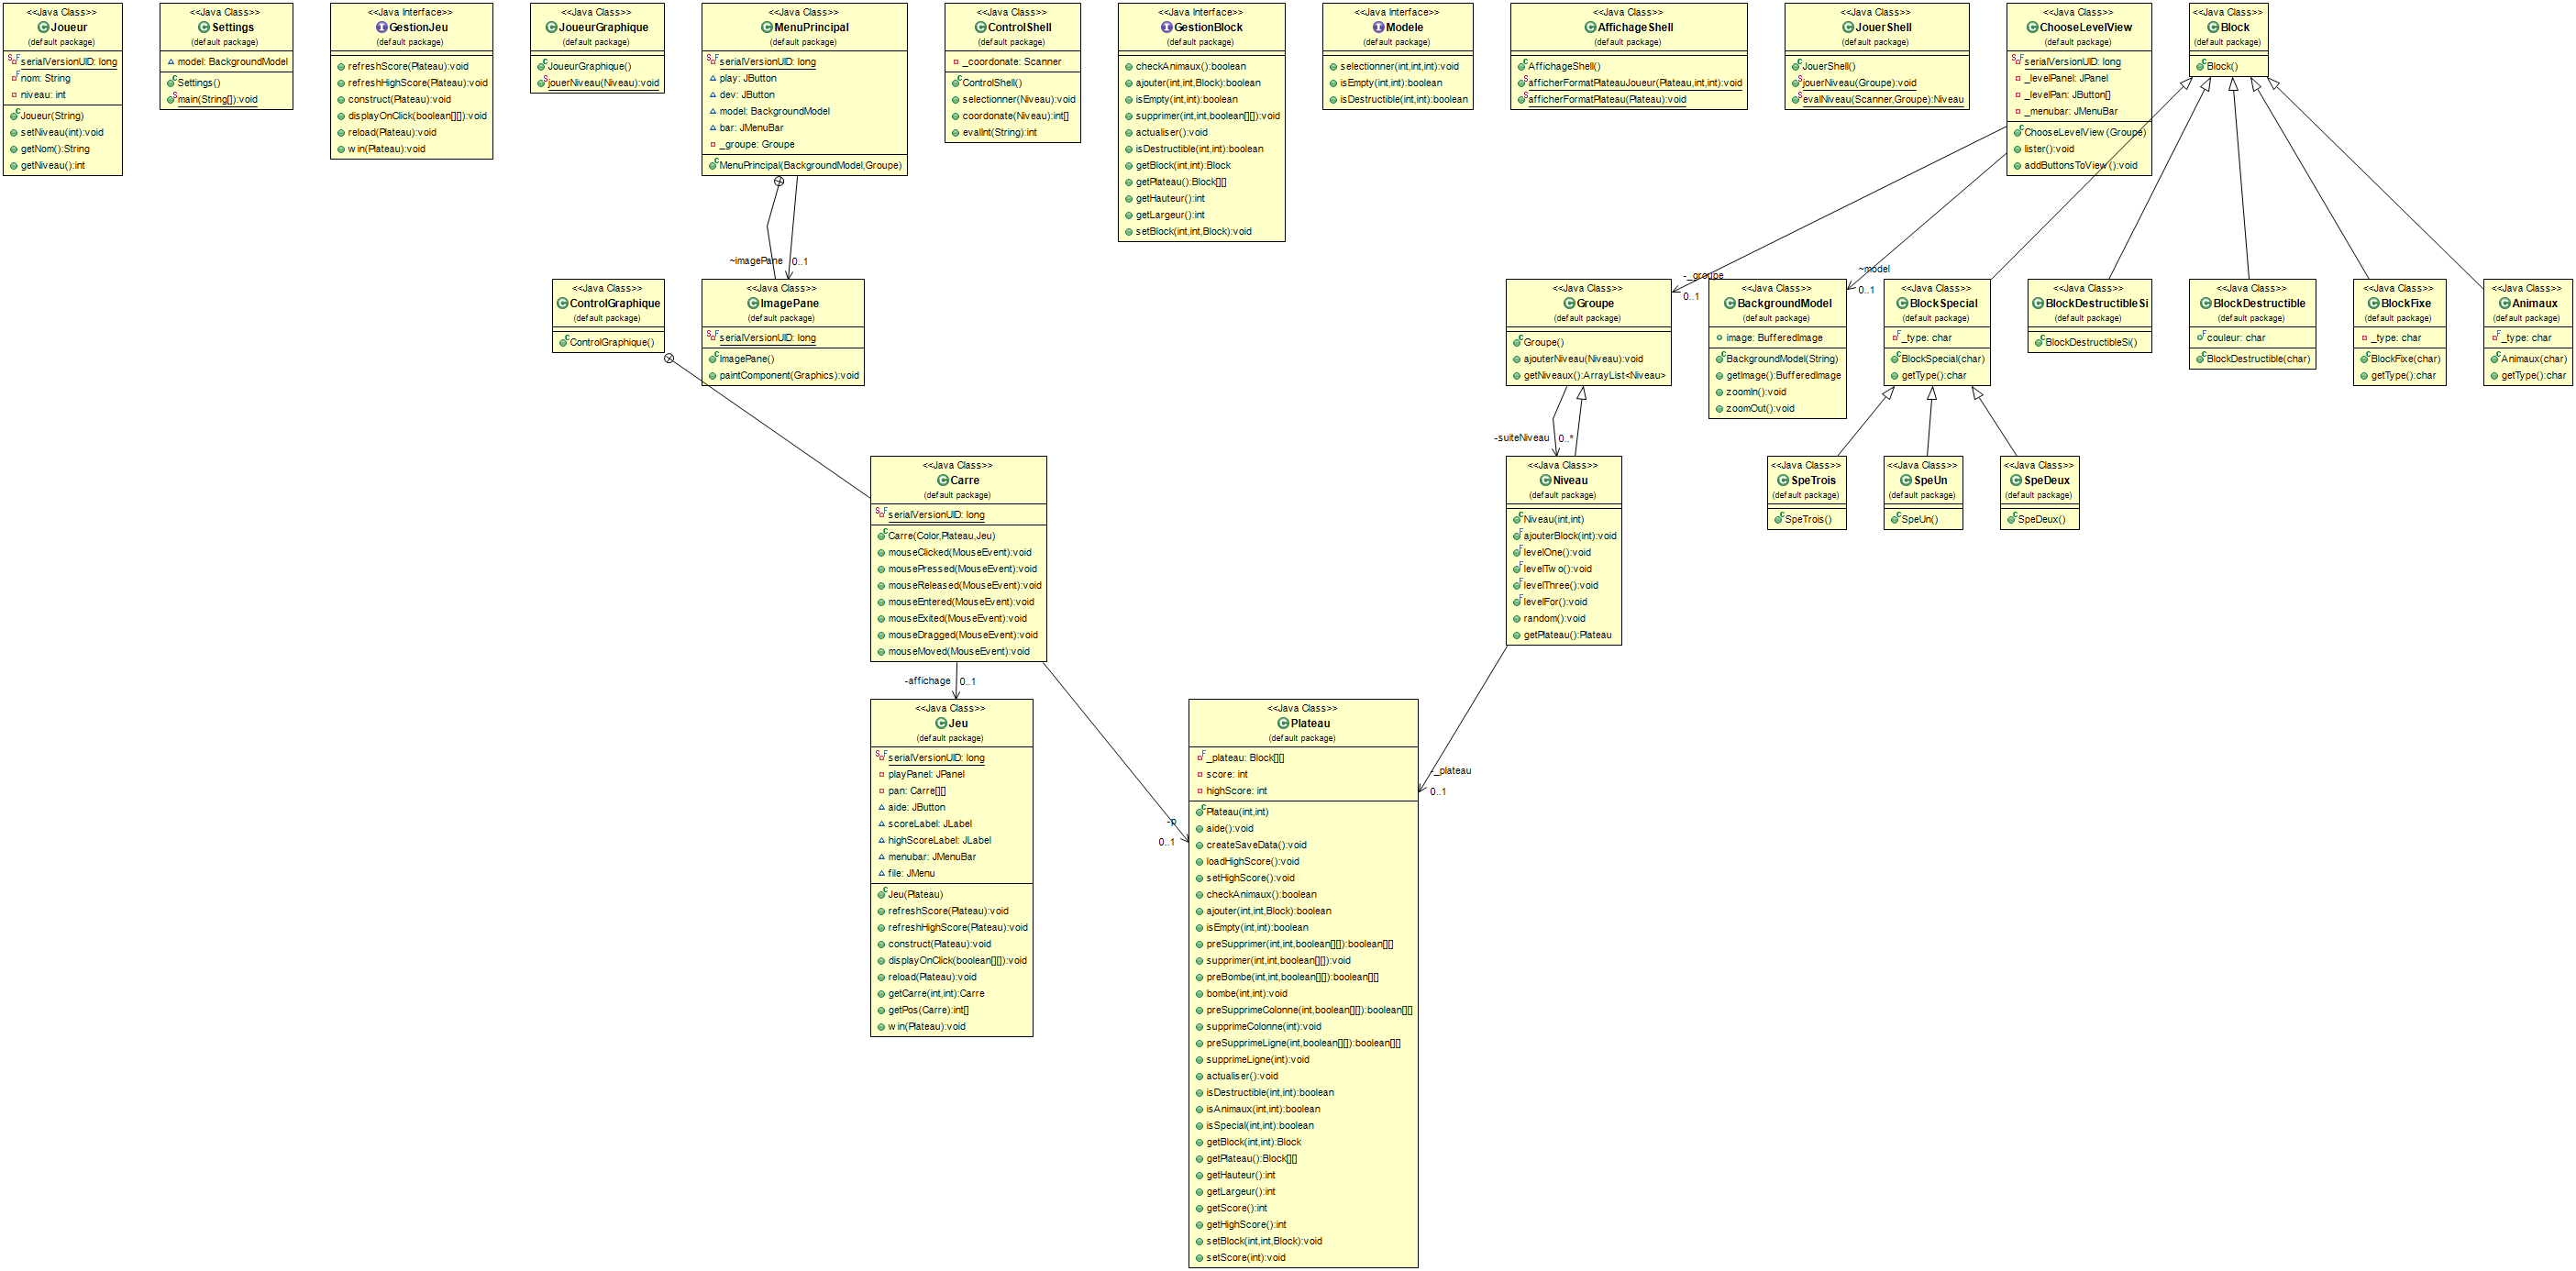 <<Java Class>>
Joueur
(default package)
serialVersionUID: long
nom: String
niveau: int
Joueur(String)
setNiveau(int):void
getNom():String
getNiveau():int
<<Java Class>>
Settings
(default package)
model: BackgroundModel
Settings()
main(String[]):void
<<Java Interface>>
GestionJeu
(default package)
refreshScore(Plateau):void
refreshHighScore(Plateau):void
construct(Plateau):void
displayOnClick(boolean[][]):void
reload(Plateau):void
win(Plateau):void
<<Java Class>>
JoueurGraphique
(default package)
JoueurGraphique()
jouerNiveau(Niveau):void
<<Java Class>>
MenuPrincipal
(default package)
serialVersionUID: long
play: JButton
dev: JButton
model: BackgroundModel
bar: JMenuBar
_groupe: Groupe
MenuPrincipal(BackgroundModel,Groupe)
<<Java Class>>
ControlShell
(default package)
_coordonate: Scanner
ControlShell()
selectionner(Niveau):void
coordonate(Niveau):int[]
evalInt(String):int
<<Java Interface>>
GestionBlock
(default package)
checkAnimaux():boolean
ajouter(int,int,Block):boolean
isEmpty(int,int):boolean
supprimer(int,int,boolean[][]):void
actualiser():void
isDestructible(int,int):boolean
getBlock(int,int):Block
getPlateau():Block[][]
getHauteur():int
getLargeur():int
setBlock(int,int,Block):void
<<Java Interface>>
Modele
(default package)
selectionner(int,int,int):void
isEmpty(int,int):boolean
isDestructible(int,int):boolean
<<Java Class>>
AffichageShell
(default package)
AffichageShell()
afficherFormatPlateauJoueur(Plateau,int,int):void
afficherFormatPlateau(Plateau):void
<<Java Class>>
JouerShell
(default package)
JouerShell()
jouerNiveau(Groupe):void
evalNiveau(Scanner,Groupe):Niveau
<<Java Class>>
ChooseLevelView
(default package)
serialVersionUID: long
_levelPanel: JPanel
_levelPan: JButton[]
_menubar: JMenuBar
ChooseLevelView(Groupe)
lister():void
addButtonsToView():void
<<Java Class>>
Block
(default package)
Block()
~imagePane
0..1
-_groupe
0..1
~model
0..1
<<Java Class>>
ControlGraphique
(default package)
ControlGraphique()
<<Java Class>>
ImagePane
(default package)
serialVersionUID: long
ImagePane()
paintComponent(Graphics):void
<<Java Class>>
Groupe
(default package)
Groupe()
ajouterNiveau(Niveau):void
getNiveaux():ArrayList<Niveau>
<<Java Class>>
BackgroundModel
(default package)
image: BufferedImage
BackgroundModel(String)
getImage():BufferedImage
zoomIn():void
zoomOut():void
<<Java Class>>
BlockSpecial
(default package)
_type: char
BlockSpecial(char)
getType():char
<<Java Class>>
BlockDestructibleSi
(default package)
BlockDestructibleSi()
<<Java Class>>
BlockDestructible
(default package)
couleur: char
BlockDestructible(char)
<<Java Class>>
BlockFixe
(default package)
_type: char
BlockFixe(char)
getType():char
<<Java Class>>
Animaux
(default package)
_type: char
Animaux(char)
getType():char
-suiteNiveau
0..*
<<Java Class>>
Carre
(default package)
serialVersionUID: long
Carre(Color,Plateau,Jeu)
mouseClicked(MouseEvent):void
mousePressed(MouseEvent):void
mouseReleased(MouseEvent):void
mouseEntered(MouseEvent):void
mouseExited(MouseEvent):void
mouseDragged(MouseEvent):void
mouseMoved(MouseEvent):void
<<Java Class>>
Niveau
(default package)
Niveau(int,int)
ajouterBlock(int):void
levelOne():void
levelTwo():void
levelThree():void
levelFor():void
random():void
getPlateau():Plateau
<<Java Class>>
SpeTrois
(default package)
SpeTrois()
<<Java Class>>
SpeUn
(default package)
SpeUn()
<<Java Class>>
SpeDeux
(default package)
SpeDeux()
-affichage
0..1
-p
0..1
-_plateau
0..1
<<Java Class>>
Jeu
(default package)
serialVersionUID: long
playPanel: JPanel
pan: Carre[][]
aide: JButton
scoreLabel: JLabel
highScoreLabel: JLabel
menubar: JMenuBar
file: JMenu
Jeu(Plateau)
refreshScore(Plateau):void
refreshHighScore(Plateau):void
construct(Plateau):void
displayOnClick(boolean[][]):void
reload(Plateau):void
getCarre(int,int):Carre
getPos(Carre):int[]
win(Plateau):void
<<Java Class>>
Plateau
(default package)
_plateau: Block[][]
score: int
highScore: int
Plateau(int,int)
aide():void
createSaveData():void
loadHighScore():void
setHighScore():void
checkAnimaux():boolean
ajouter(int,int,Block):boolean
isEmpty(int,int):boolean
preSupprimer(int,int,boolean[][]):boolean[][]
supprimer(int,int,boolean[][]):void
preBombe(int,int,boolean[][]):boolean[][]
bombe(int,int):void
preSupprimeColonne(int,boolean[][]):boolean[][]
supprimeColonne(int):void
preSupprimeLigne(int,boolean[][]):boolean[][]
supprimeLigne(int):void
actualiser():void
isDestructible(int,int):boolean
isAnimaux(int,int):boolean
isSpecial(int,int):boolean
getBlock(int,int):Block
getPlateau():Block[][]
getHauteur():int
getLargeur():int
getScore():int
getHighScore():int
setBlock(int,int,Block):void
setScore(int):void